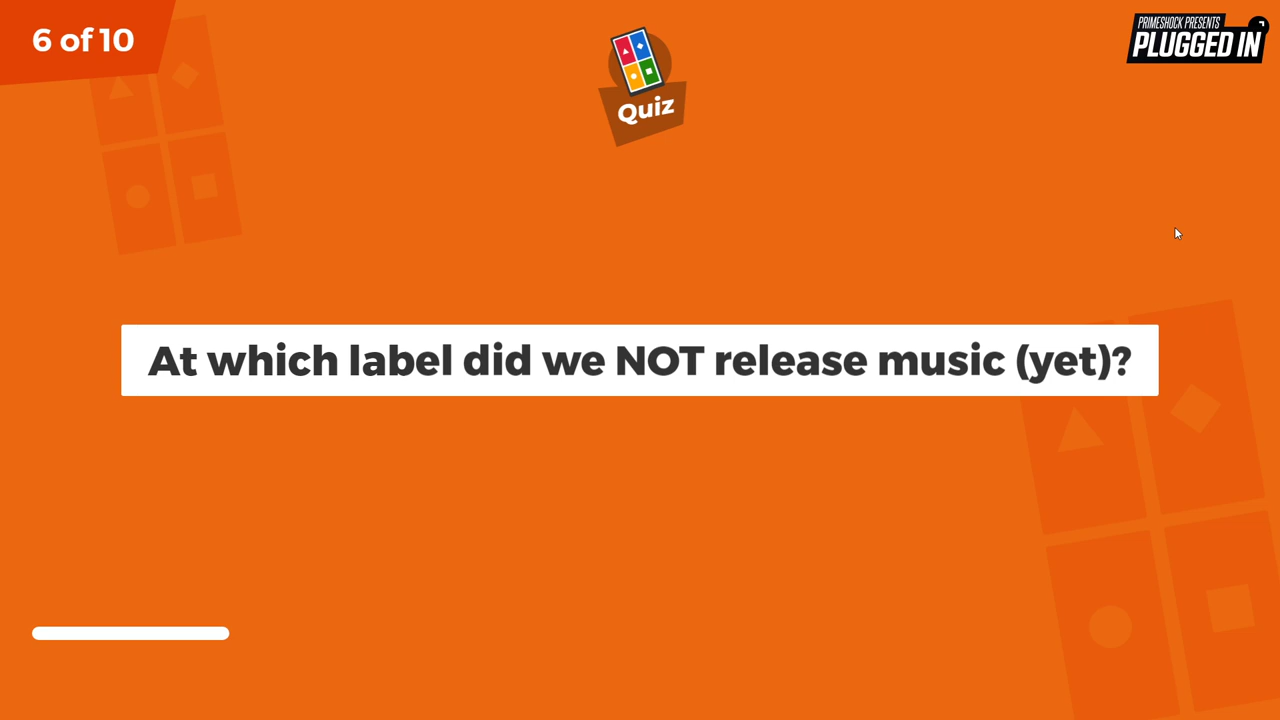 6 of 10
PRIMESHOCK PRESENTS
PLUGGED IN
Quiz
At which label did we NOT release music (yet)?